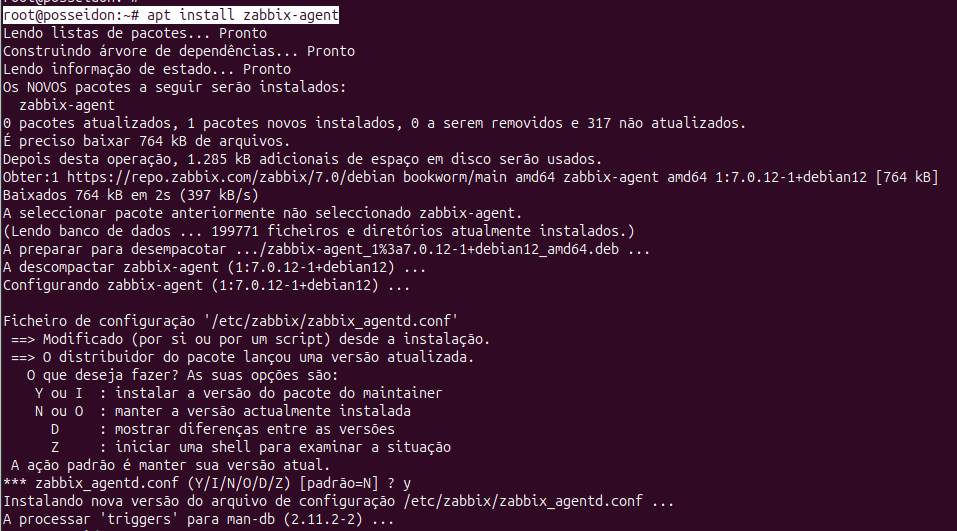 root@posseidon:~# apt install zabbix-agent
Lendo listas de pacotes... Pronto
Construindo árvore de dependências... Pronto
Lendo informação de estado... Pronto
Os NOVOS pacotes a seguir serão instalados:
  zabbix-agent
0 pacotes atualizados, 1 pacotes novos instalados, 0 a serem removidos e 317 não atualizados.
É preciso baixar 764 kB de arquivos.
Depois desta operação, 1.285 kB adicionais de espaço em disco serão usados.
Obter:1 https://repo.zabbix.com/zabbix/7.0/debian bookworm/main amd64 zabbix-agent amd64 1:7.0.12-1+debian12 [764 kB]
Baixados 764 kB em 2s (397 kB/s)
A seleccionar pacote anteriormente não seleccionado zabbix-agent.
(Lendo banco de dados ... 199771 ficheiros e diretórios atualmente instalados.)
A preparar para desempacotar .../zabbix-agent_1%3a7.0.12-1+debian12_amd64.deb ...
A descompactar zabbix-agent (1:7.0.12-1+debian12) ...
Configurando zabbix-agent (1:7.0.12-1+debian12) ...

Ficheiro de configuração '/etc/zabbix/zabbix_agentd.conf'
 ==> Modificado (por si ou por um script) desde a instalação.
 ==> O distribuidor do pacote lançou uma versão atualizada.
   O que deseja fazer? As suas opções são:
    Y ou I  : instalar a versão do pacote do maintainer
    N ou O  : manter a versão actualmente instalada
      D     : mostrar diferenças entre as versões
      Z     : iniciar uma shell para examinar a situação
 A ação padrão é manter sua versão atual.
*** zabbix_agentd.conf (Y/I/N/O/D/Z) [padrão=N] ? y
Instalando nova versão do arquivo de configuração /etc/zabbix/zabbix_agentd.conf ...
A processar 'triggers' para man-db (2.11.2-2) ...